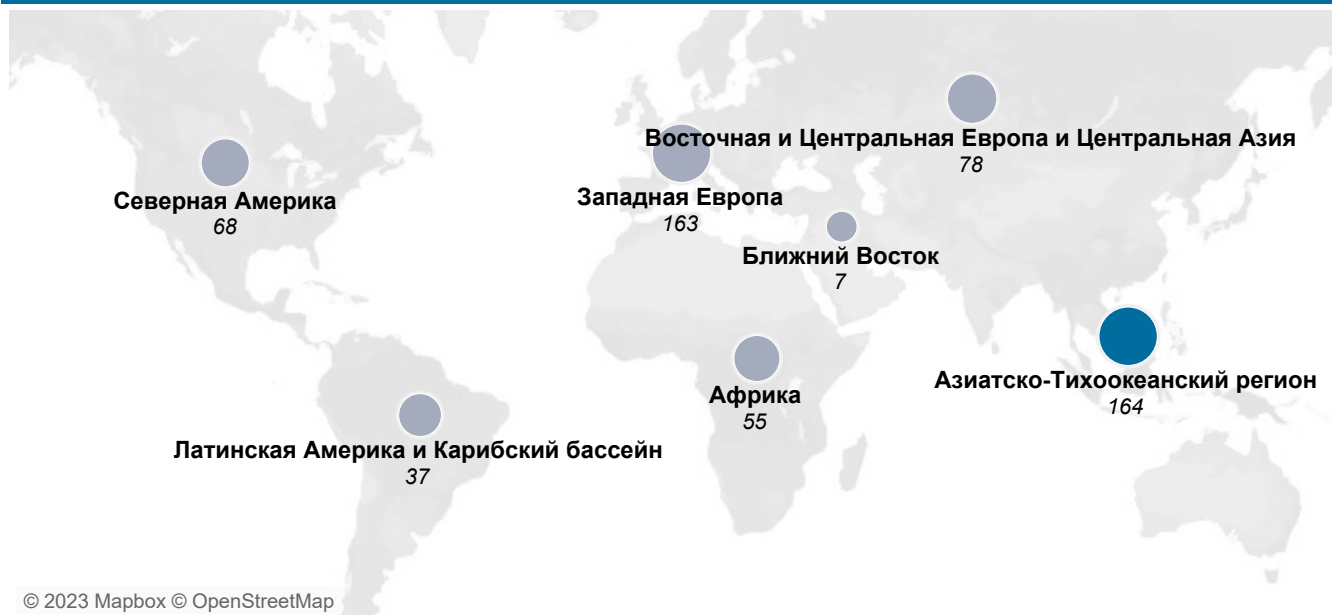 Восточная и Центральная Европа и Центральная Азия
78
Северная Америка
68
Западная Европа
163
Ближний Восток
7
Азиатско-Тихоокеанский регион
164
Африка
55
Латинская Америка и Карибский бассейн
37
© 2023 Mapbox © OpenStreetMap